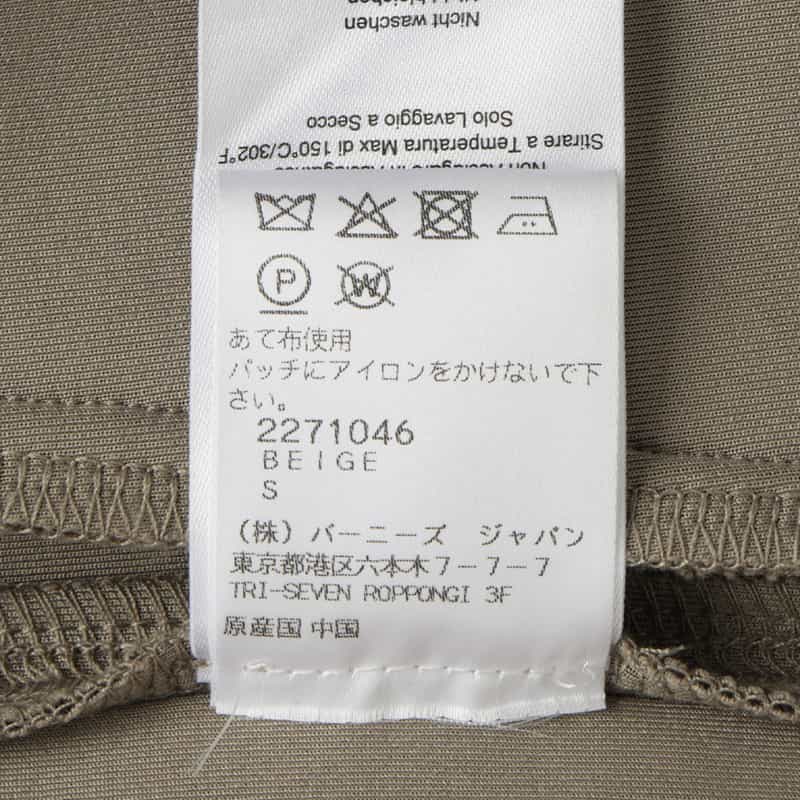 Nicht waschen
Solo Lavaggio a Secco
Stirare a Temperatura Max di 150°C/302°F
P
W
あて布使用
パッチにアイロンをかけないで下
さい。
2271046
BEIGE
S
(株) バーニーズ ジャパン
東京都港区六本木7-7-7
TRI-SEVEN ROPPONGI 3F
原産国 中国